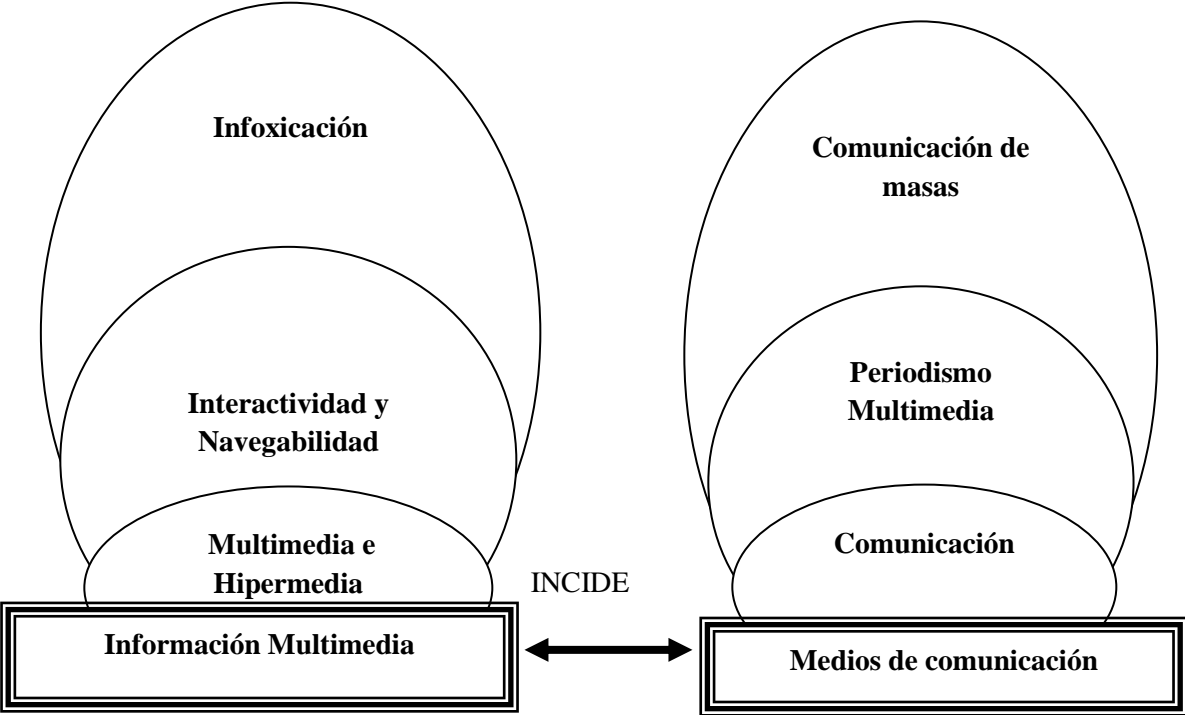 Infoxicación
Interactividad y
Navegabilidad
Multimedia e
Hipermedia
Información Multimedia
INCIDE
Comunicación de
masas
Periodismo
Multimedia
Comunicación
Medios de comunicación